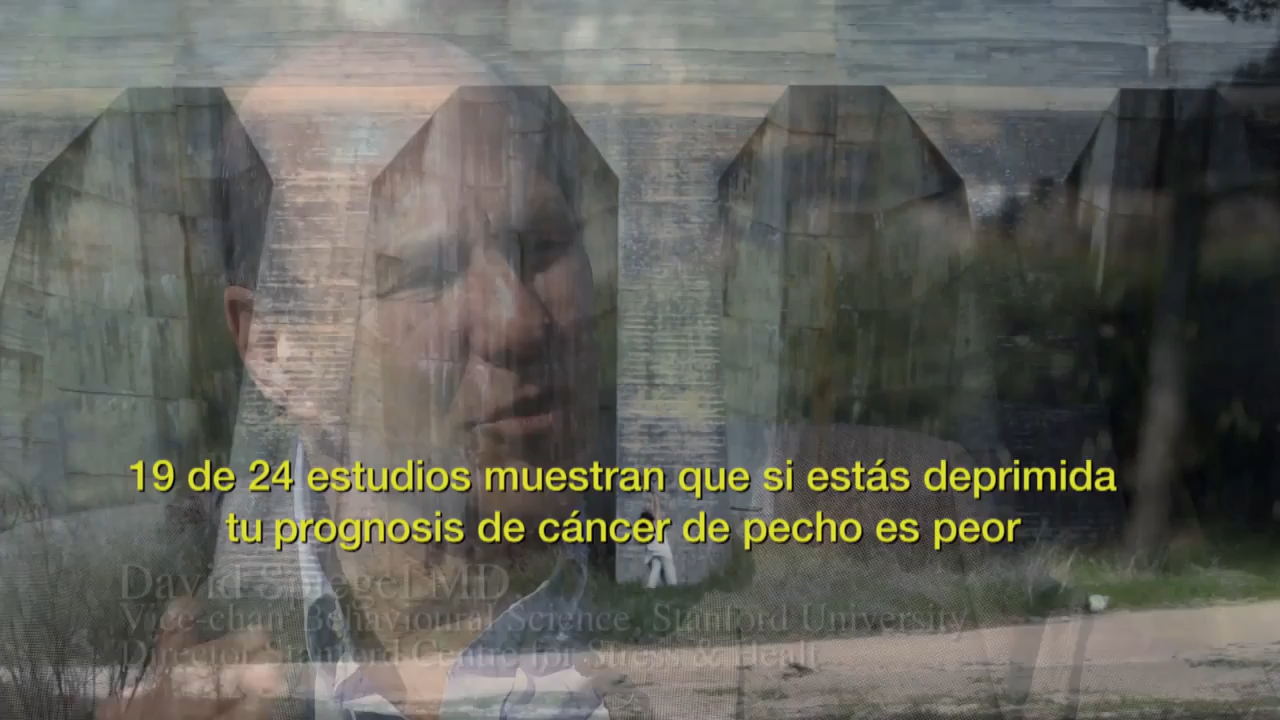 19 de 24 estudios muestran que si estás deprimida
tu prognosis de cáncer de pecho es peor
David Spiegel MD
Vice-chair Behavioural Science, Stanford University
Director Stanford Centre for Stress & Healt